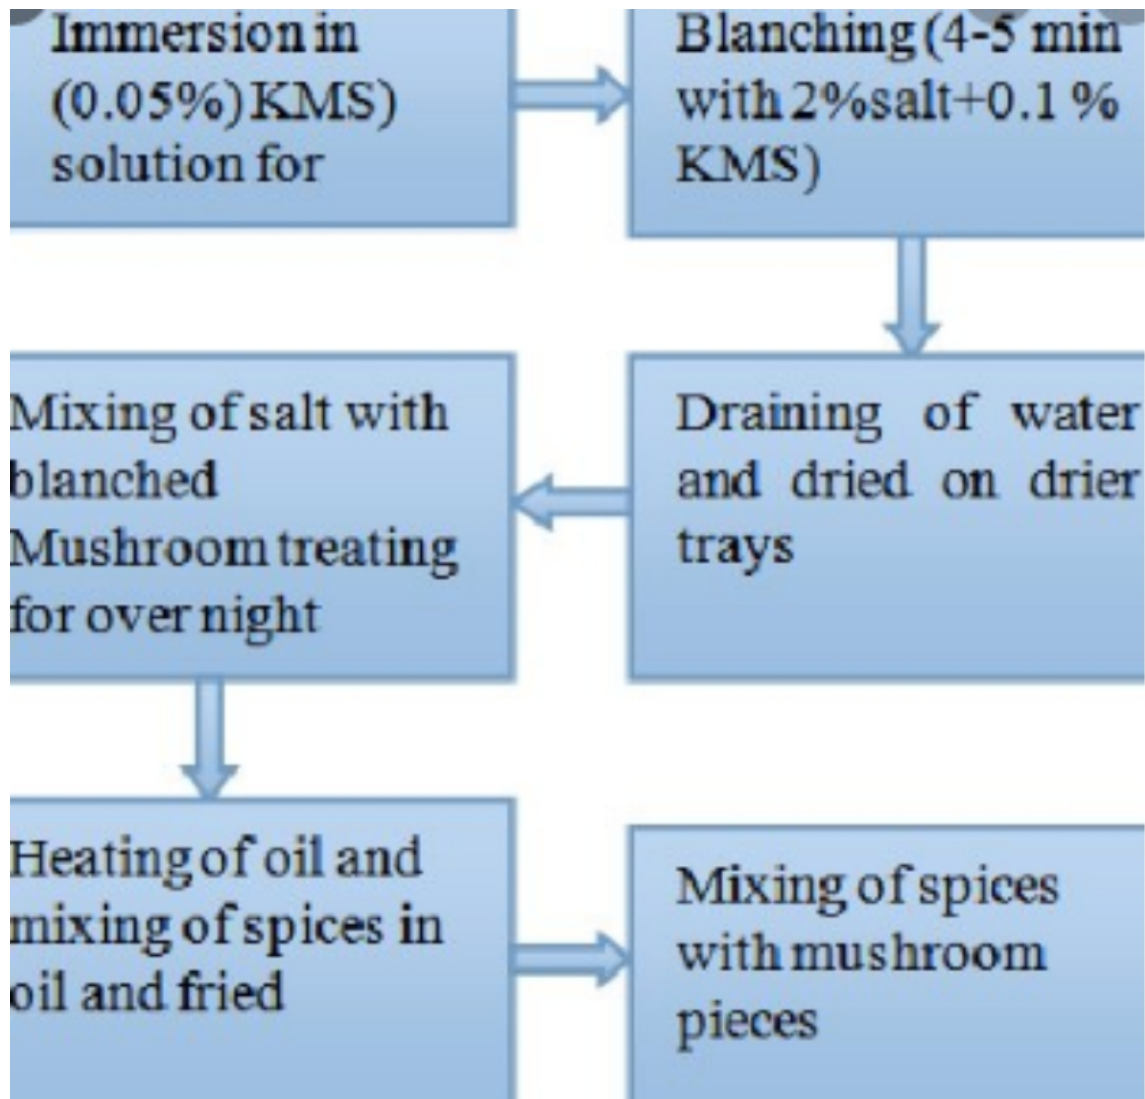 Immersion in
(0.05%) KMS)
solution for
Blanching (4-5 min
with 2%salt+0.1 %
KMS)
Draining of water
and dried on drier
trays
Mixing of salt with
blanched
Mushroom treating
for over night
Heating of oil and
mixing of spices in
oil and fried
Mixing of spices
with mushroom
pieces